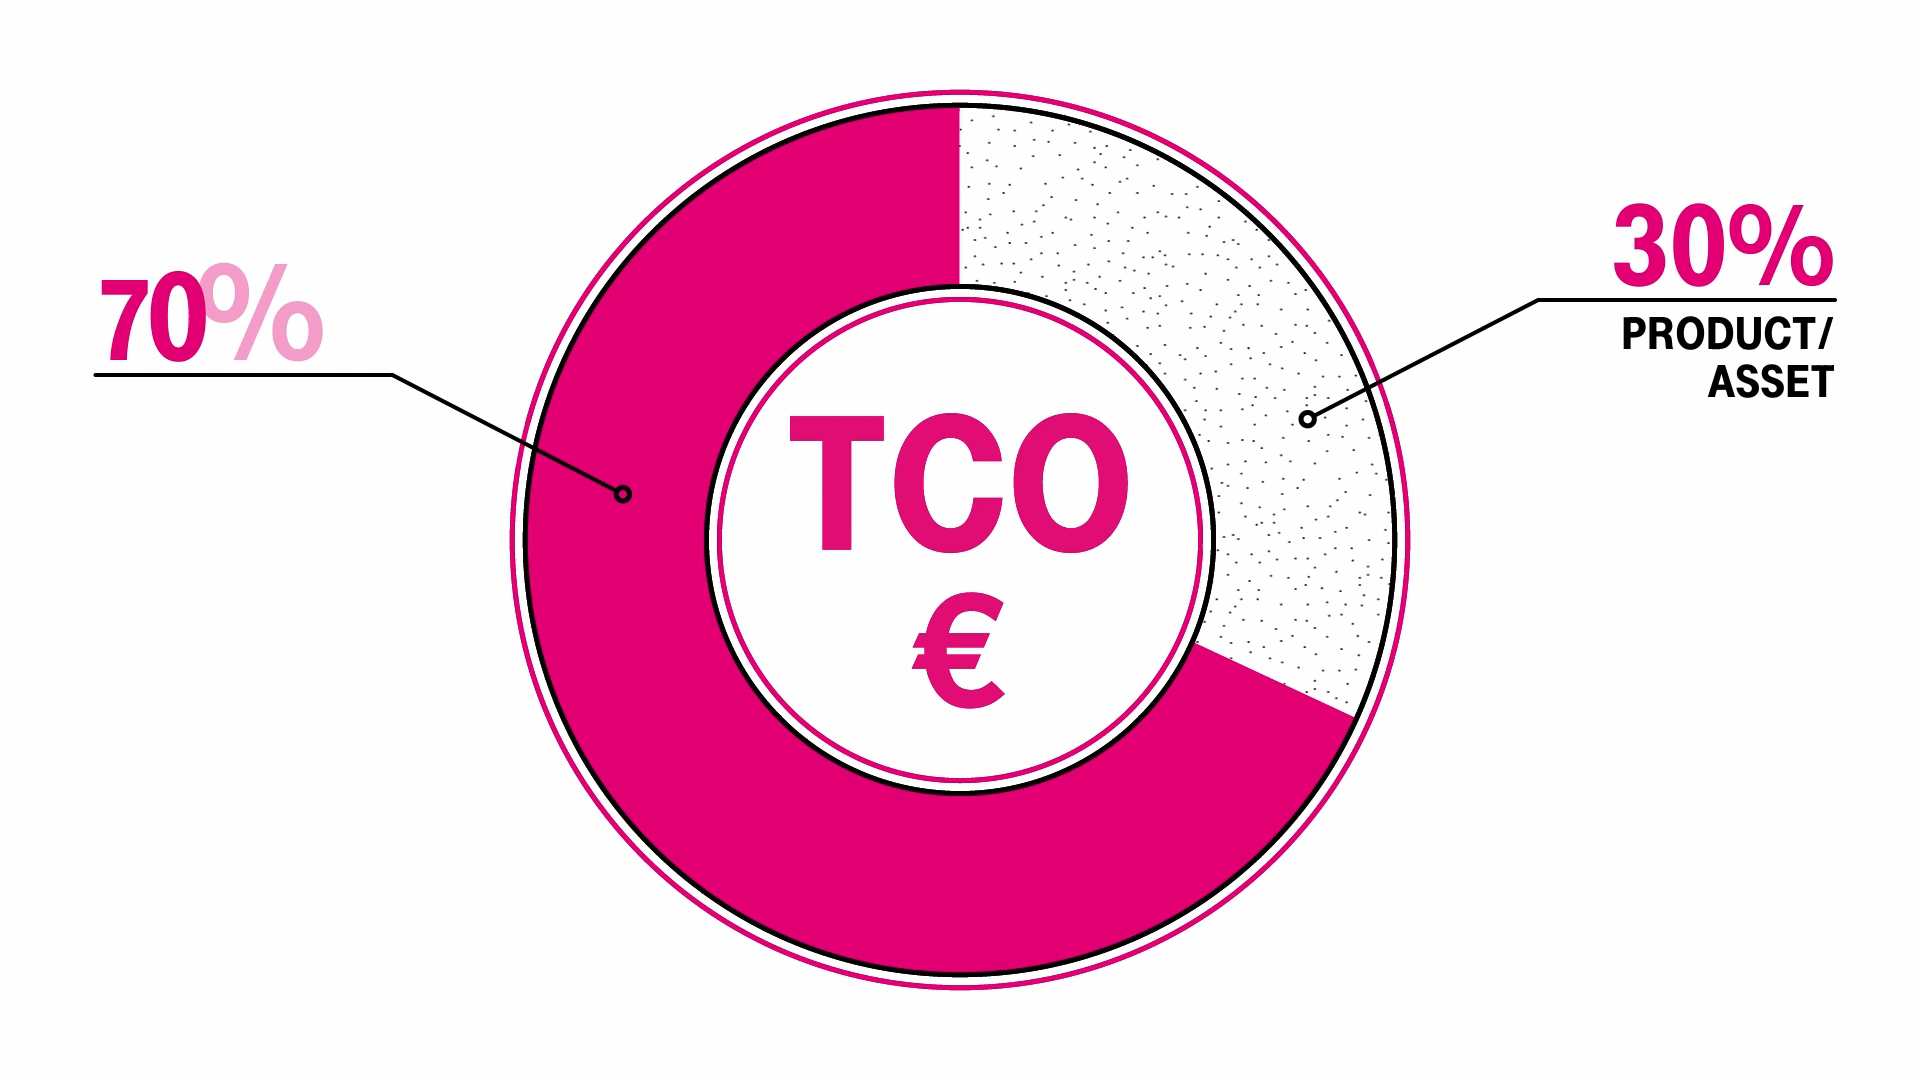 70%
30%
PRODUCT/
ASSET
TCO
€